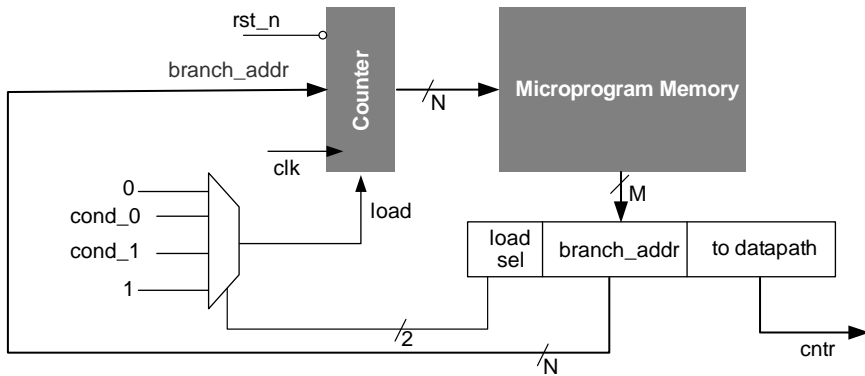 rst_n
branch_addr
Counter
N
Microprogram Memory
clk
0
cond_0
cond_1
1
load
M
load
sel
branch_addr
to datapath
2
N
cntr